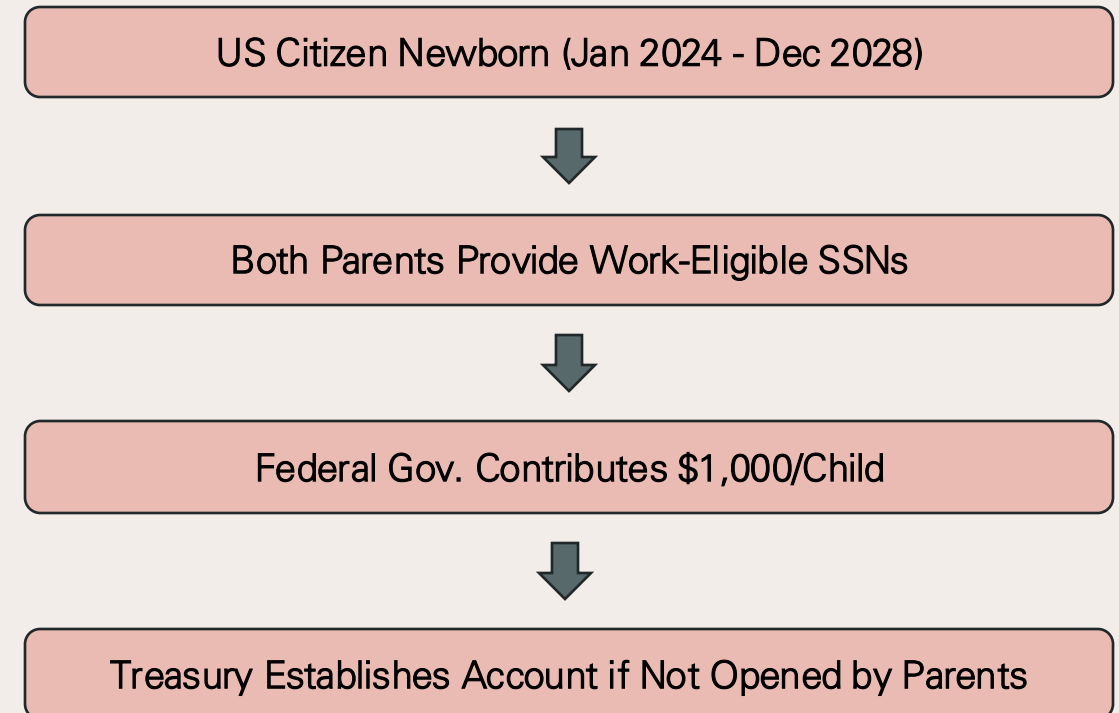 US Citizen Newborn (Jan 2024 - Dec 2028)
Both Parents Provide Work-Eligible SSNs
Federal Gov. Contributes $1,000/Child
Treasury Establishes Account if Not Opened by Parents